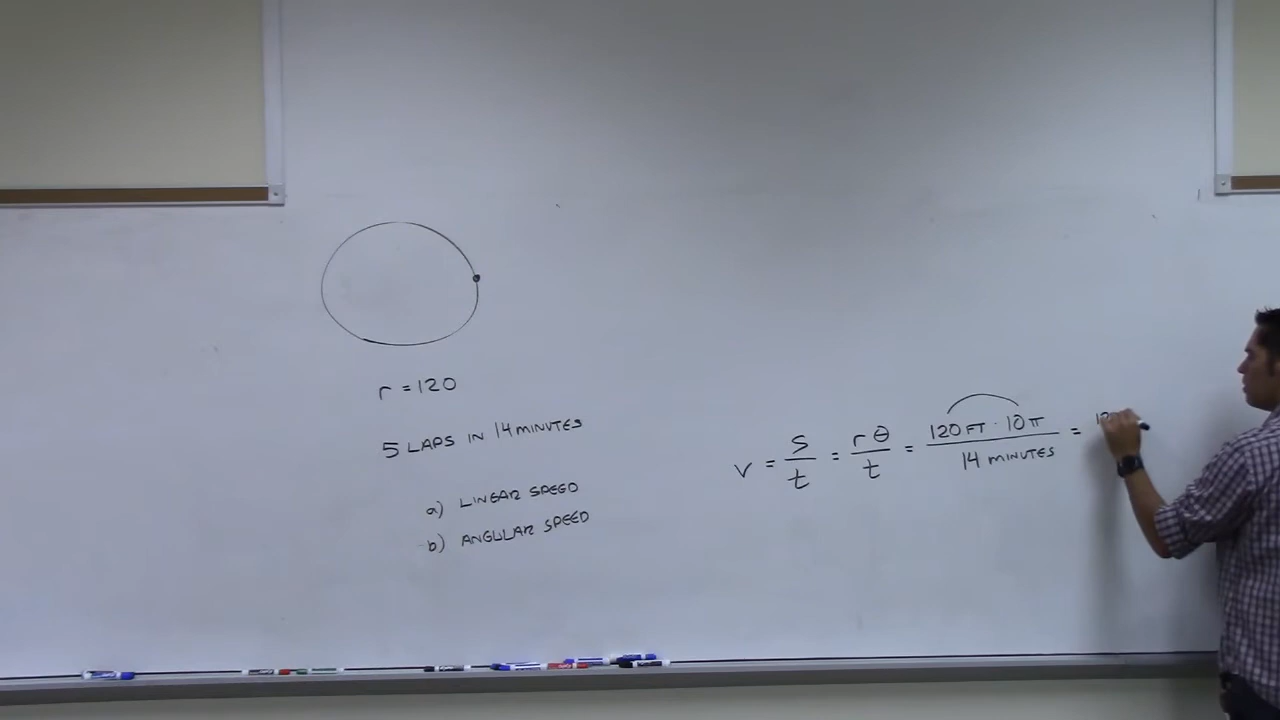 r = 120
5 LAPS IN 14 MINUTES
a) LINEAR SPEED
b) ANGULAR SPEED
v = s/t = rθ/t = 120 FT · 10π / 14 MINUTES =